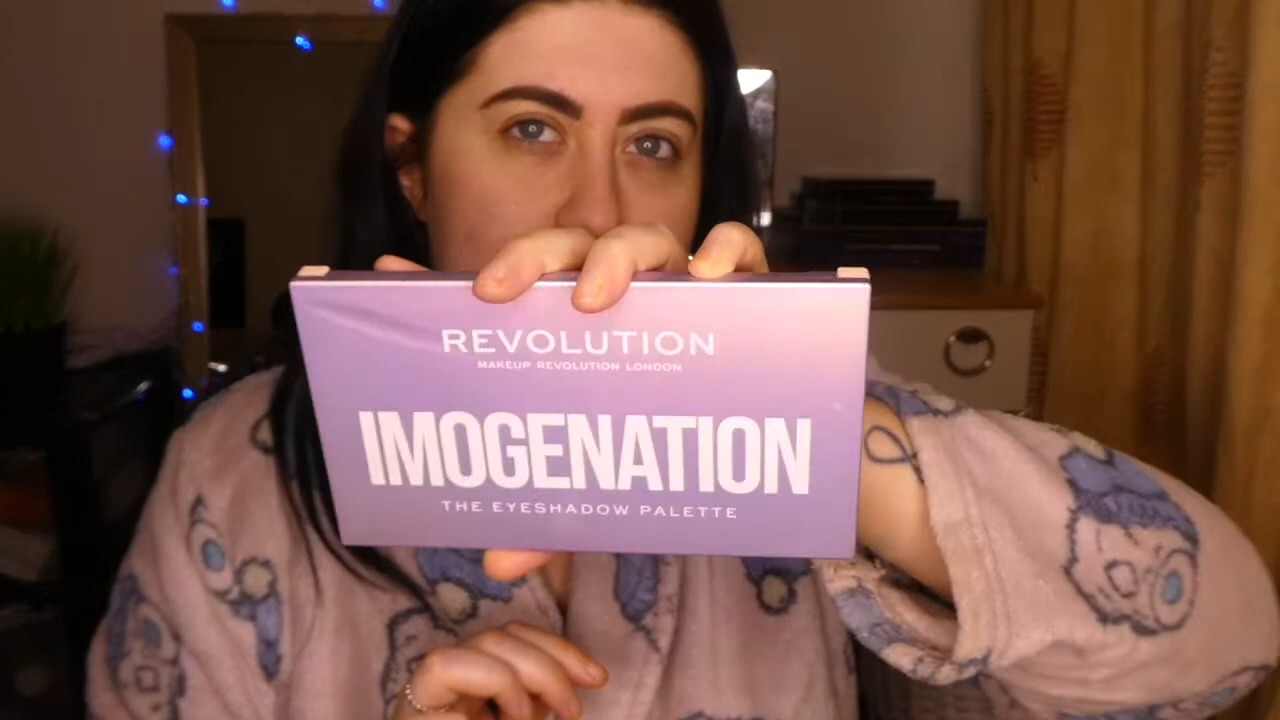 REVOLUTION
MAKEUP REVOLUTION LONDON
IMOGENATION
THE EYESHADOW PALETTE